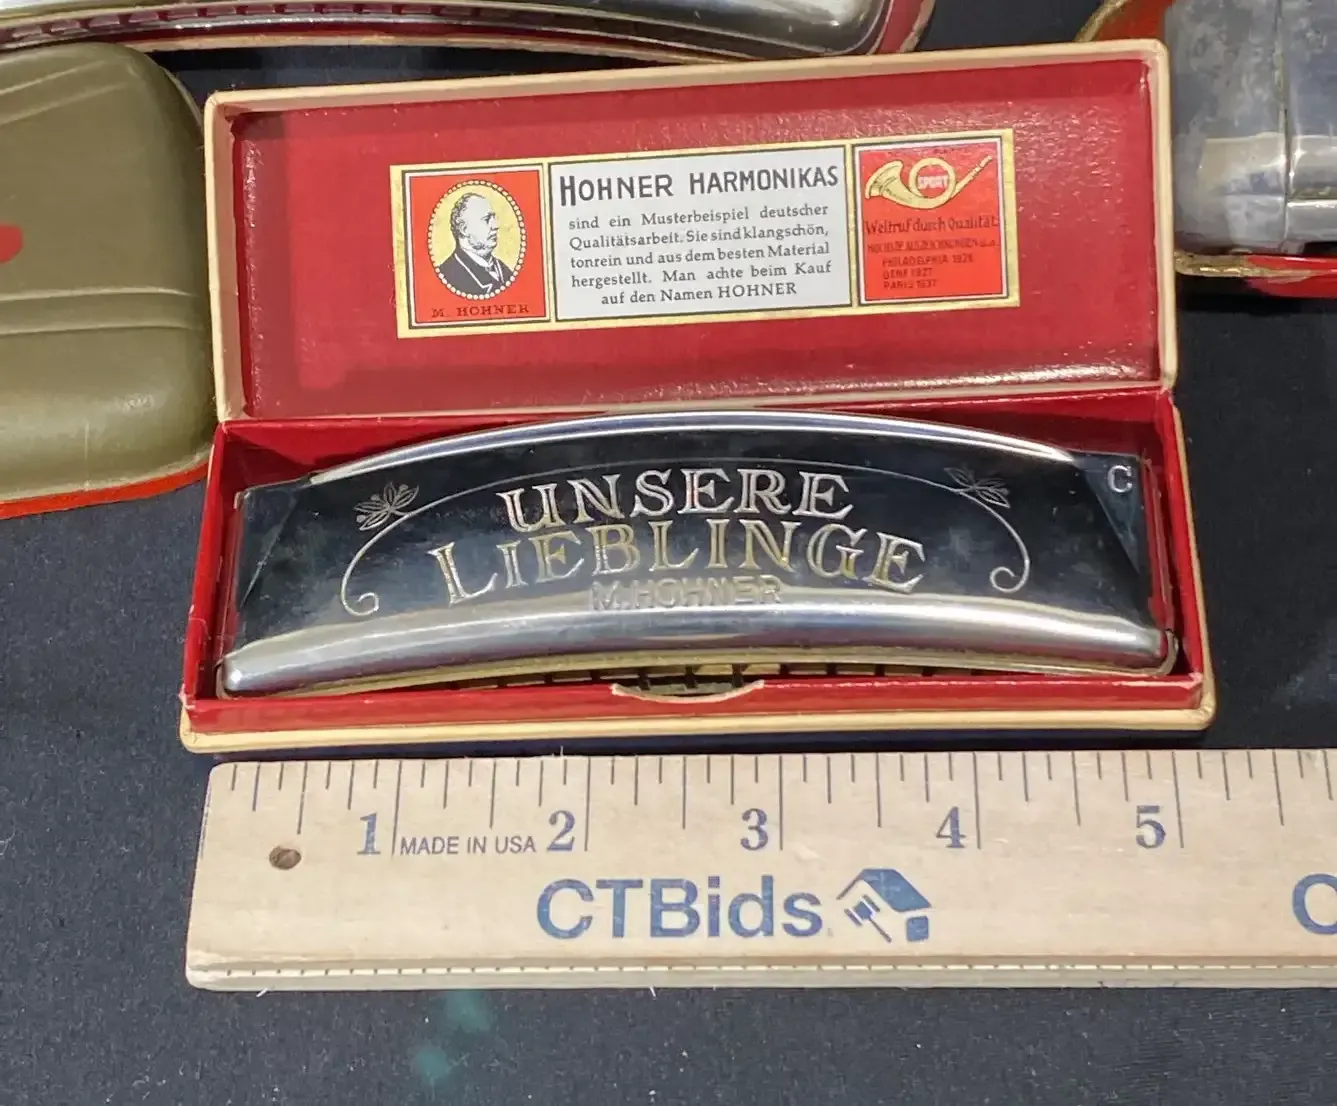 HOHNER HARMONIKAS
sind ein Musterbeispiel deutscher
Qualitätsarbeit. Sie sind klangschön,
tonrein und aus dem besten Material
hergestellt. Man achte beim Kauf
auf den Namen HOHNER
M. HOHNER
SPORT
Weltruf durch Qualität
PHILADELPHIA 1926
GENF 1927
PARIS 1937
C
UNSERE
LIEBLINGE
M. HOHNER
1 MADE IN USA 2 3 4 5
CTBids. C